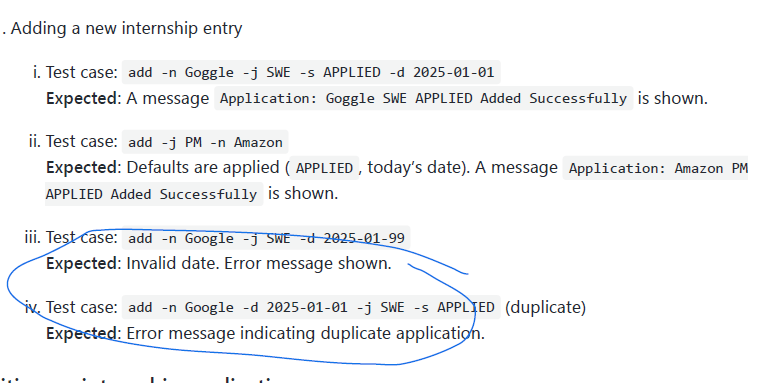 . Adding a new internship entry
i. Test case: add -n Goggle -j SWE -s APPLIED -d 2025-01-01
Expected: A message Application: Goggle SWE APPLIED Added Successfully is shown.
ii. Test case: add -j PM -n Amazon
Expected: Defaults are applied ( APPLIED , today’s date). A message Application: Amazon PM
APPLIED Added Successfully is shown.
iii. Test case: add -n Google -j SWE -d 2025-01-99
Expected: Invalid date. Error message shown.
iv. Test case: add -n Google -d 2025-01-01 -j SWE -s APPLIED (duplicate)
Expected: Error message indicating duplicate application.